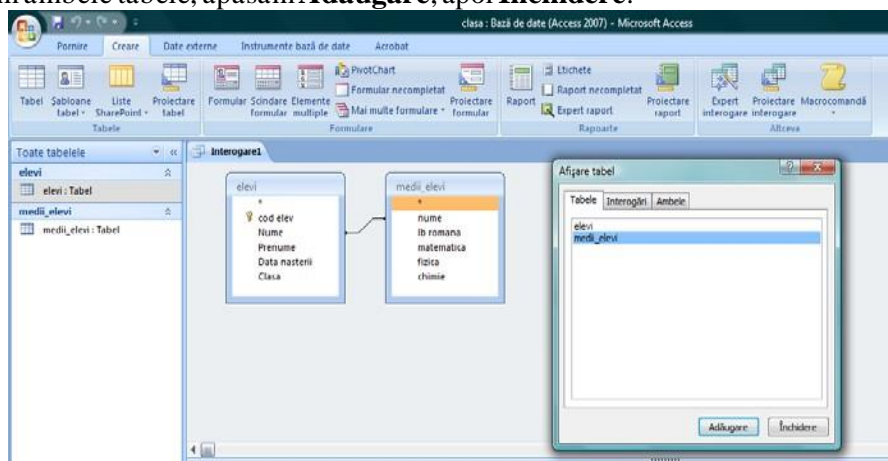 ambele tabele, apăsăm Adăugare, apoi Închidere.
clasa : Bază de date (Access 2007) - Microsoft Access
Pornire Creare Date externe Instrumente bază de date Acrobat
Tabel Șabloane tabel Liste SharePoint Proiectare tabel
Tabele
Formular Scindare formular Elemente multiple PivotChart
Formular necompletat
Mai multe formulare
Proiectare formular
Formulare
Raport Etichete
Raport necompletat
Expert raport
Proiectare raport
Rapoarte
Expert interogare Proiectare interogare Macrocomandă
Altceva
Toate tabelele
elevi
elevi : Tabel
medii_elevi
medii_elevi : Tabel
Interogare1
elevi
*
cod elev
Nume
Prenume
Data nasterii
Clasa
medii_elevi
*
nume
lb romana
matematica
fizica
chimie
Afișare tabel
Tabele Interogări Ambele
elevi
medii_elevi
Adăugare Închidere